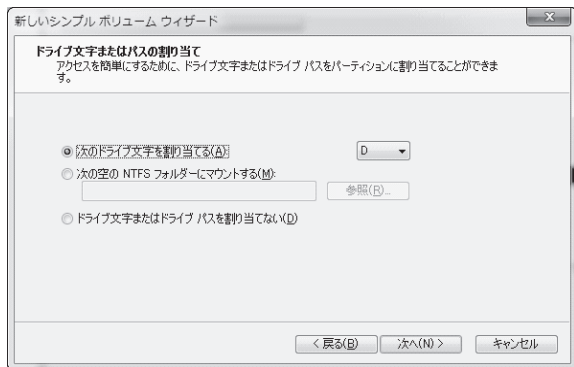 新しいシンプル ボリューム ウィザード
ドライブ文字またはパスの割り当て
アクセスを簡単にするために、ドライブ文字またはドライブ パスをパーティションに割り当てることができま
す。
次のドライブ文字を割り当てる(A):
D
次の空の NTFS フォルダーにマウントする(M):
参照(R)...
ドライブ文字またはドライブ パスを割り当てない(D)
< 戻る(B)
次へ(N) >
キャンセル